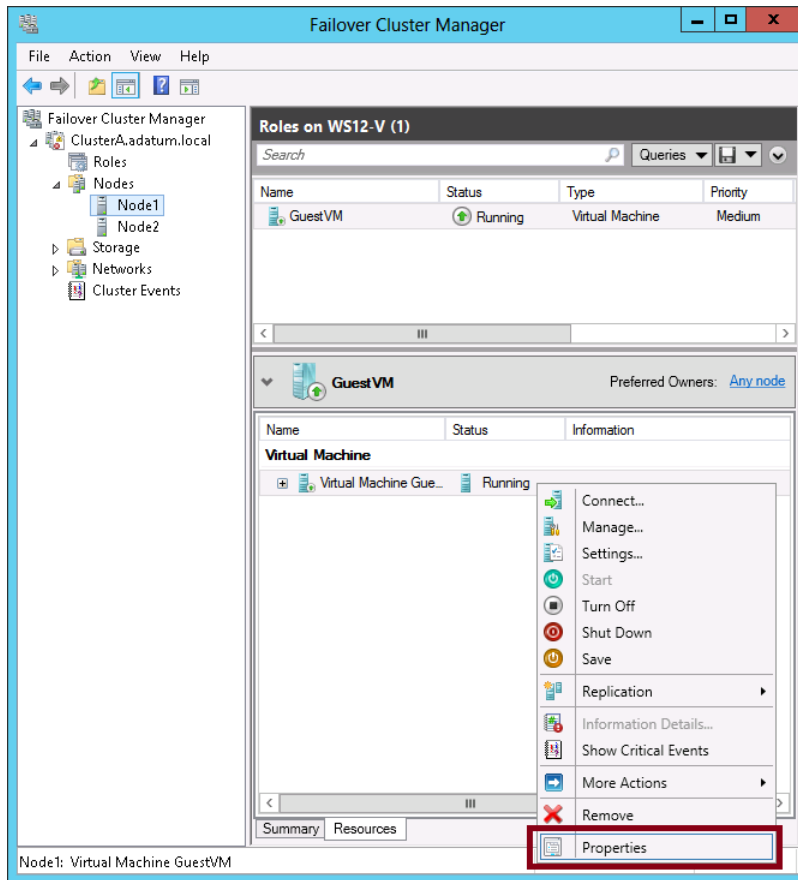 Failover Cluster Manager
File Action View Help
Failover Cluster Manager
ClusterA.adatum.local
Roles
Nodes
Node1
Node2
Storage
Networks
Cluster Events
Roles on WS12-V (1)
Search
Queries
Name Status Type Priority
GuestVM Running Virtual Machine Medium
GuestVM Preferred Owners: Any node
Name Status Information
Virtual Machine
Virtual Machine Gue... Running
Connect...
Manage...
Settings...
Start
Turn Off
Shut Down
Save
Replication
Information Details...
Show Critical Events
More Actions
Remove
Properties
Summary Resources
Node1: Virtual Machine GuestVM